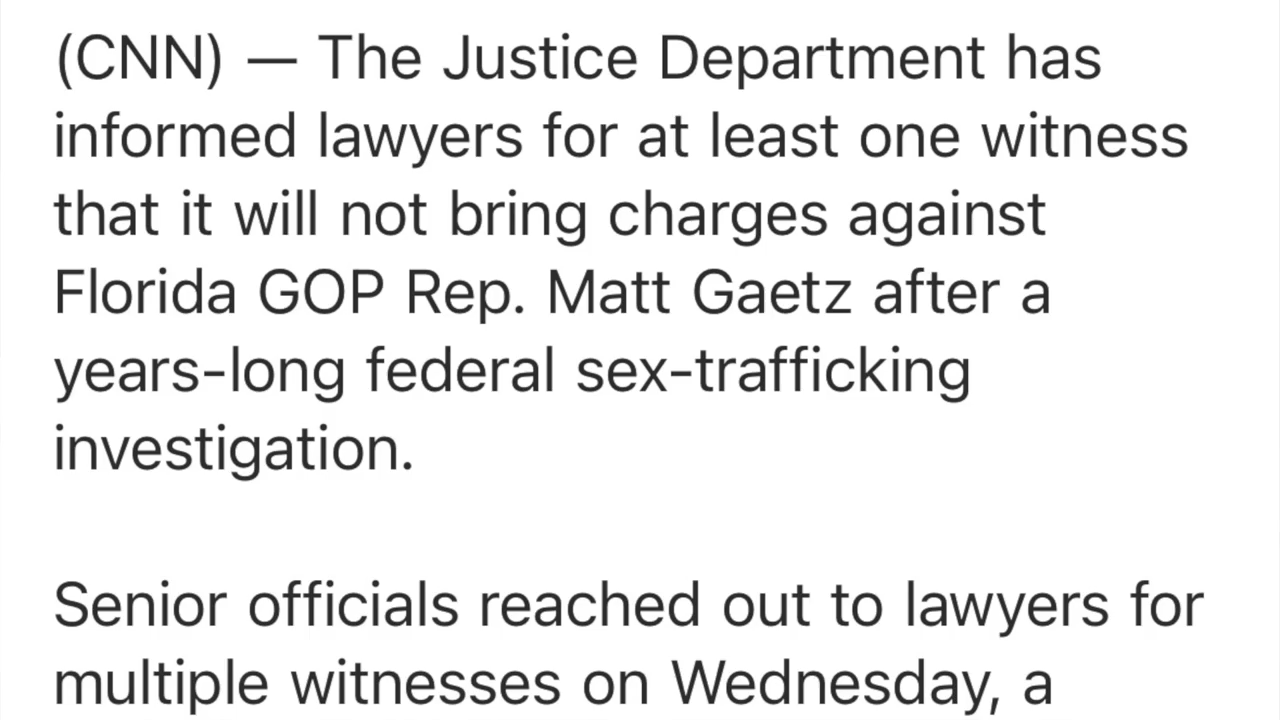 (CNN) — The Justice Department has
informed lawyers for at least one witness
that it will not bring charges against
Florida GOP Rep. Matt Gaetz after a
years-long federal sex-trafficking
investigation.
Senior officials reached out to lawyers for
multiple witnesses on Wednesday, a